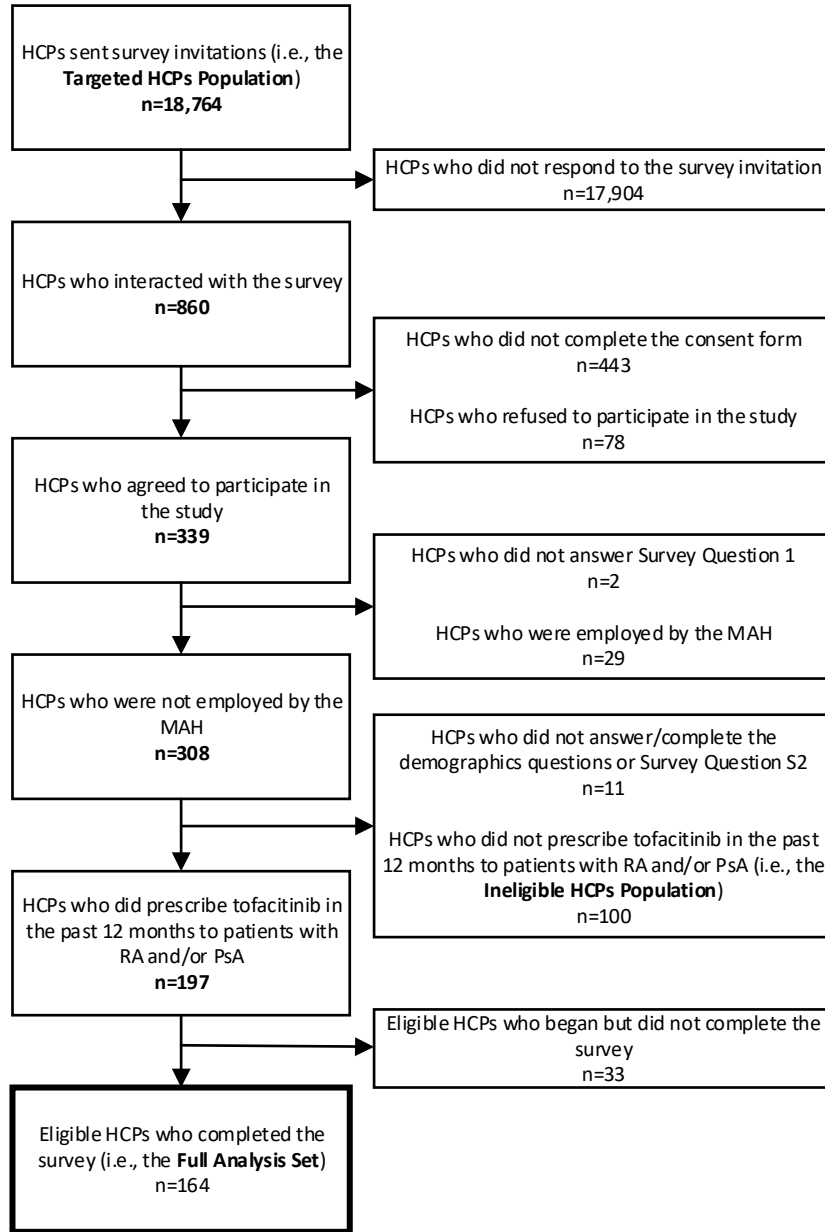 HCPs sent survey invitations (i.e., the
Targeted HCPs Population)
n=18,764
HCPs who did not respond to the survey invitation
n=17,904
HCPs who interacted with the survey
n=860
HCPs who did not complete the consent form
n=443
HCPs who refused to participate in the study
n=78
HCPs who agreed to participate in
the study
n=339
HCPs who did not answer Survey Question 1
n=2
HCPs who were employed by the MAH
n=29
HCPs who were not employed by the
MAH
n=308
HCPs who did not answer/complete the
demographics questions or Survey Question S2
n=11
HCPs who did not prescribe tofacitinib in the past
12 months to patients with RA and/or PsA (i.e., the
Ineligible HCPs Population)
n=100
HCPs who did prescribe tofacitinib in
the past 12 months to patients with
RA and/or PsA
n=197
Eligible HCPs who began but did not complete the
survey
n=33
Eligible HCPs who completed the
survey (i.e., the Full Analysis Set)
n=164